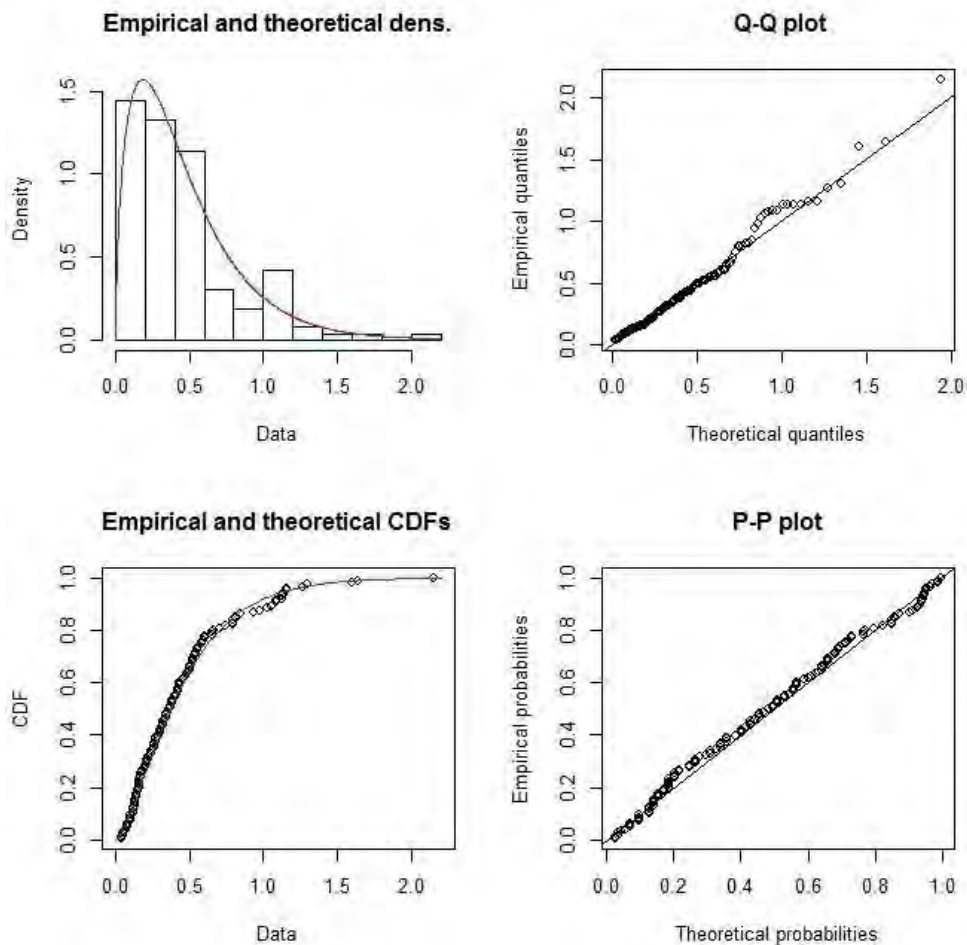 Empirical and theoretical dens.
Density
0.0 0.5 1.0 1.5
0.0 0.5 1.0 1.5 2.0
Data
Q-Q plot
Empirical quantiles
0.0 0.5 1.0 1.5 2.0
0.0 0.5 1.0 1.5 2.0
Theoretical quantiles
Empirical and theoretical CDFs
CDF
0.0 0.2 0.4 0.6 0.8 1.0
0.0 0.5 1.0 1.5 2.0
Data
P-P plot
Empirical probabilities
0.0 0.2 0.4 0.6 0.8 1.0
0.0 0.2 0.4 0.6 0.8 1.0
Theoretical probabilities